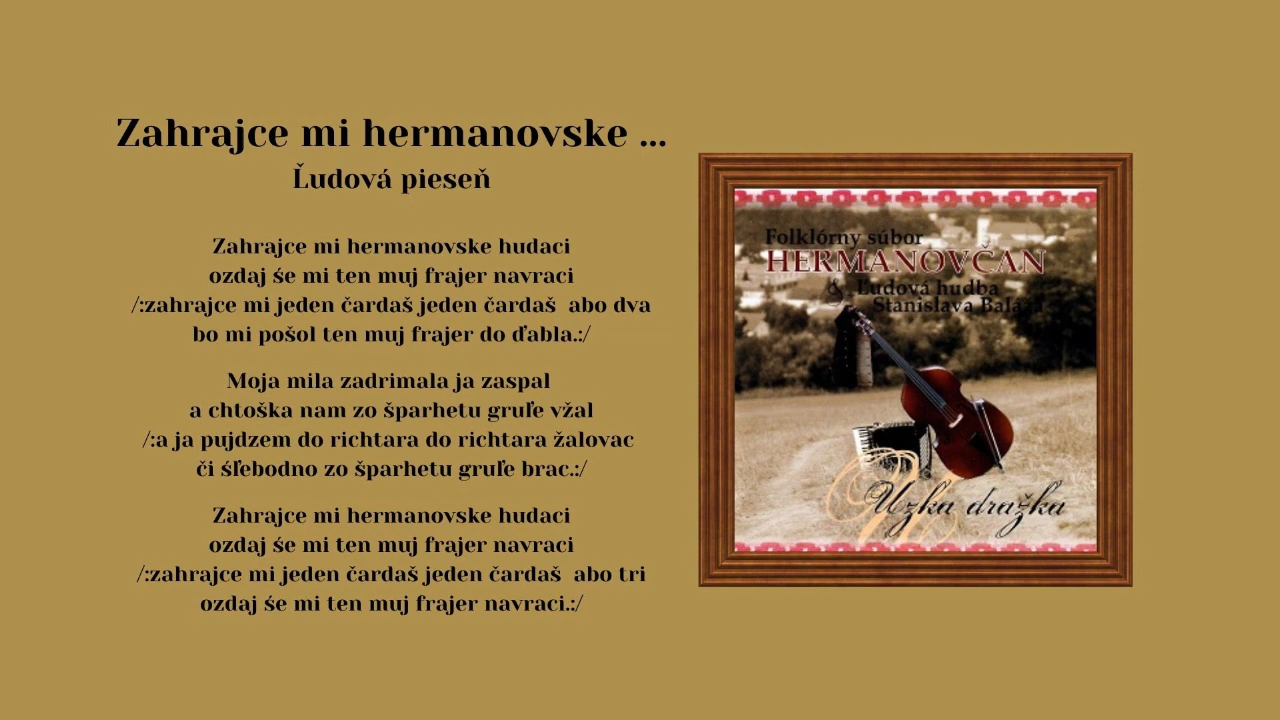 Zahrajce mi hermanovske ...
Ľudová pieseň
Zahrajce mi hermanovske hudaci
ozdaj śe mi ten muj frajer navraci
/:zahrajce mi jeden čardaš jeden čardaš  abo dva
bo mi pošol ten muj frajer do ďabla.:/
Moja mila zadrimala ja zaspal
a chtoška nam zo šparhetu gruľe vžal
/:a ja pujdzem do richtara do richtara žalovac
či śľebodno zo šparhetu gruľe brac.:/
Zahrajce mi hermanovske hudaci
ozdaj śe mi ten muj frajer navraci
/:zahrajce mi jeden čardaš jeden čardaš  abo tri
ozdaj śe mi ten muj frajer navraci.:/
Folklórny súbor
HERMANOVČAN
& Ľudová hudba
Stanislava Baláža
Uzka dražka